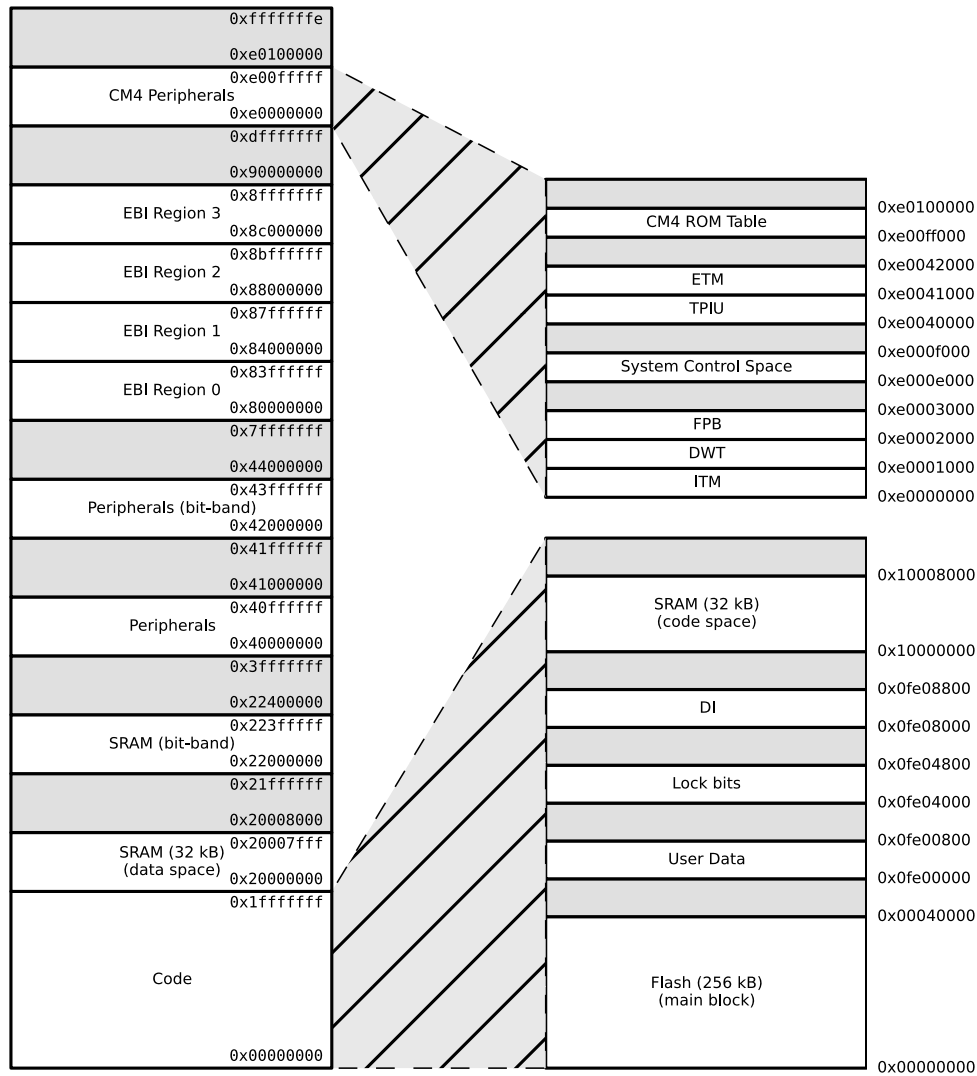 0xfffffffe
0xe0100000
0xe00fffff
CM4 Peripherals
0xe0000000
0xdfffffff
0x90000000
0x8fffffff
EBI Region 3
0x8c000000
0x8bffffff
EBI Region 2
0x88000000
0x87ffffff
EBI Region 1
0x84000000
0x83ffffff
EBI Region 0
0x80000000
0x7fffffff
0x44000000
0x43ffffff
Peripherals (bit-band)
0x42000000
0x41ffffff
0x41000000
0x40ffffff
Peripherals
0x40000000
0x3fffffff
0x22400000
0x223fffff
SRAM (bit-band)
0x22000000
0x21ffffff
0x20008000
0x20007fff
SRAM (32 kB)
(data space)
0x20000000
0x1fffffff
Code
0x00000000
0xe0100000
CM4 ROM Table
0xe00ff000
0xe0042000
ETM
0xe0041000
TPIU
0xe0040000
0xe000f000
System Control Space
0xe000e000
0xe0003000
FPB
0xe0002000
DWT
0xe0001000
ITM
0xe0000000
0x10008000
SRAM (32 kB)
(code space)
0x10000000
0x0fe08800
DI
0x0fe08000
0x0fe04800
Lock bits
0x0fe04000
0x0fe00800
User Data
0x0fe00000
0x00040000
Flash (256 kB)
(main block)
0x00000000